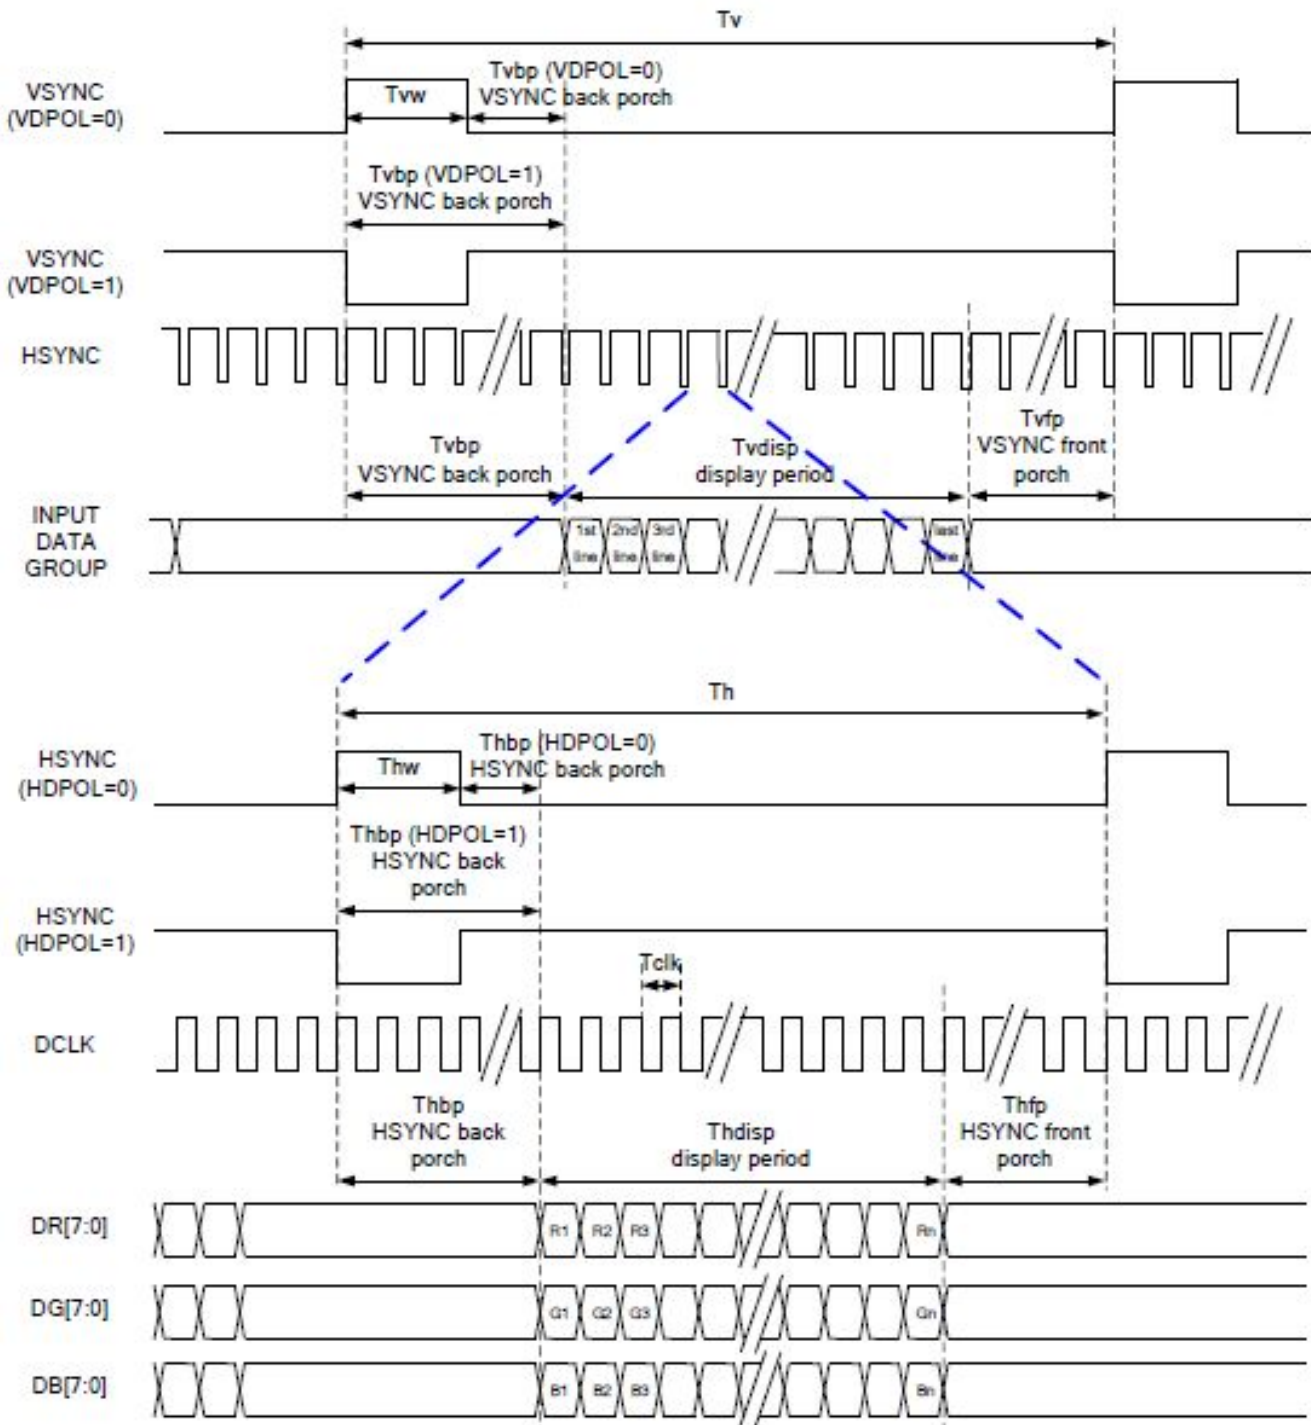 Tv
VSYNC
(VDPOL=0)
Tvw
Tvbp (VDPOL=0)
VSYNC back porch
Tvbp (VDPOL=1)
VSYNC back porch
VSYNC
(VDPOL=1)
HSYNC
Tvbp
VSYNC back porch
Tvdisp
display period
Tvfp
VSYNC front
porch
INPUT
DATA
GROUP
1st
line
2nd
line
3rd
line
last
line
Th
HSYNC
(HDPOL=0)
Thw
Thbp (HDPOL=0)
HSYNC back porch
Thbp (HDPOL=1)
HSYNC back
porch
HSYNC
(HDPOL=1)
Tclk
DCLK
Thbp
HSYNC back
porch
Thdisp
display period
Thfp
HSYNC front
porch
DR[7:0]
R1 R2 R3 Rn
DG[7:0]
G1 G2 G3 Gn
DB[7:0]
B1 B2 B3 Bn